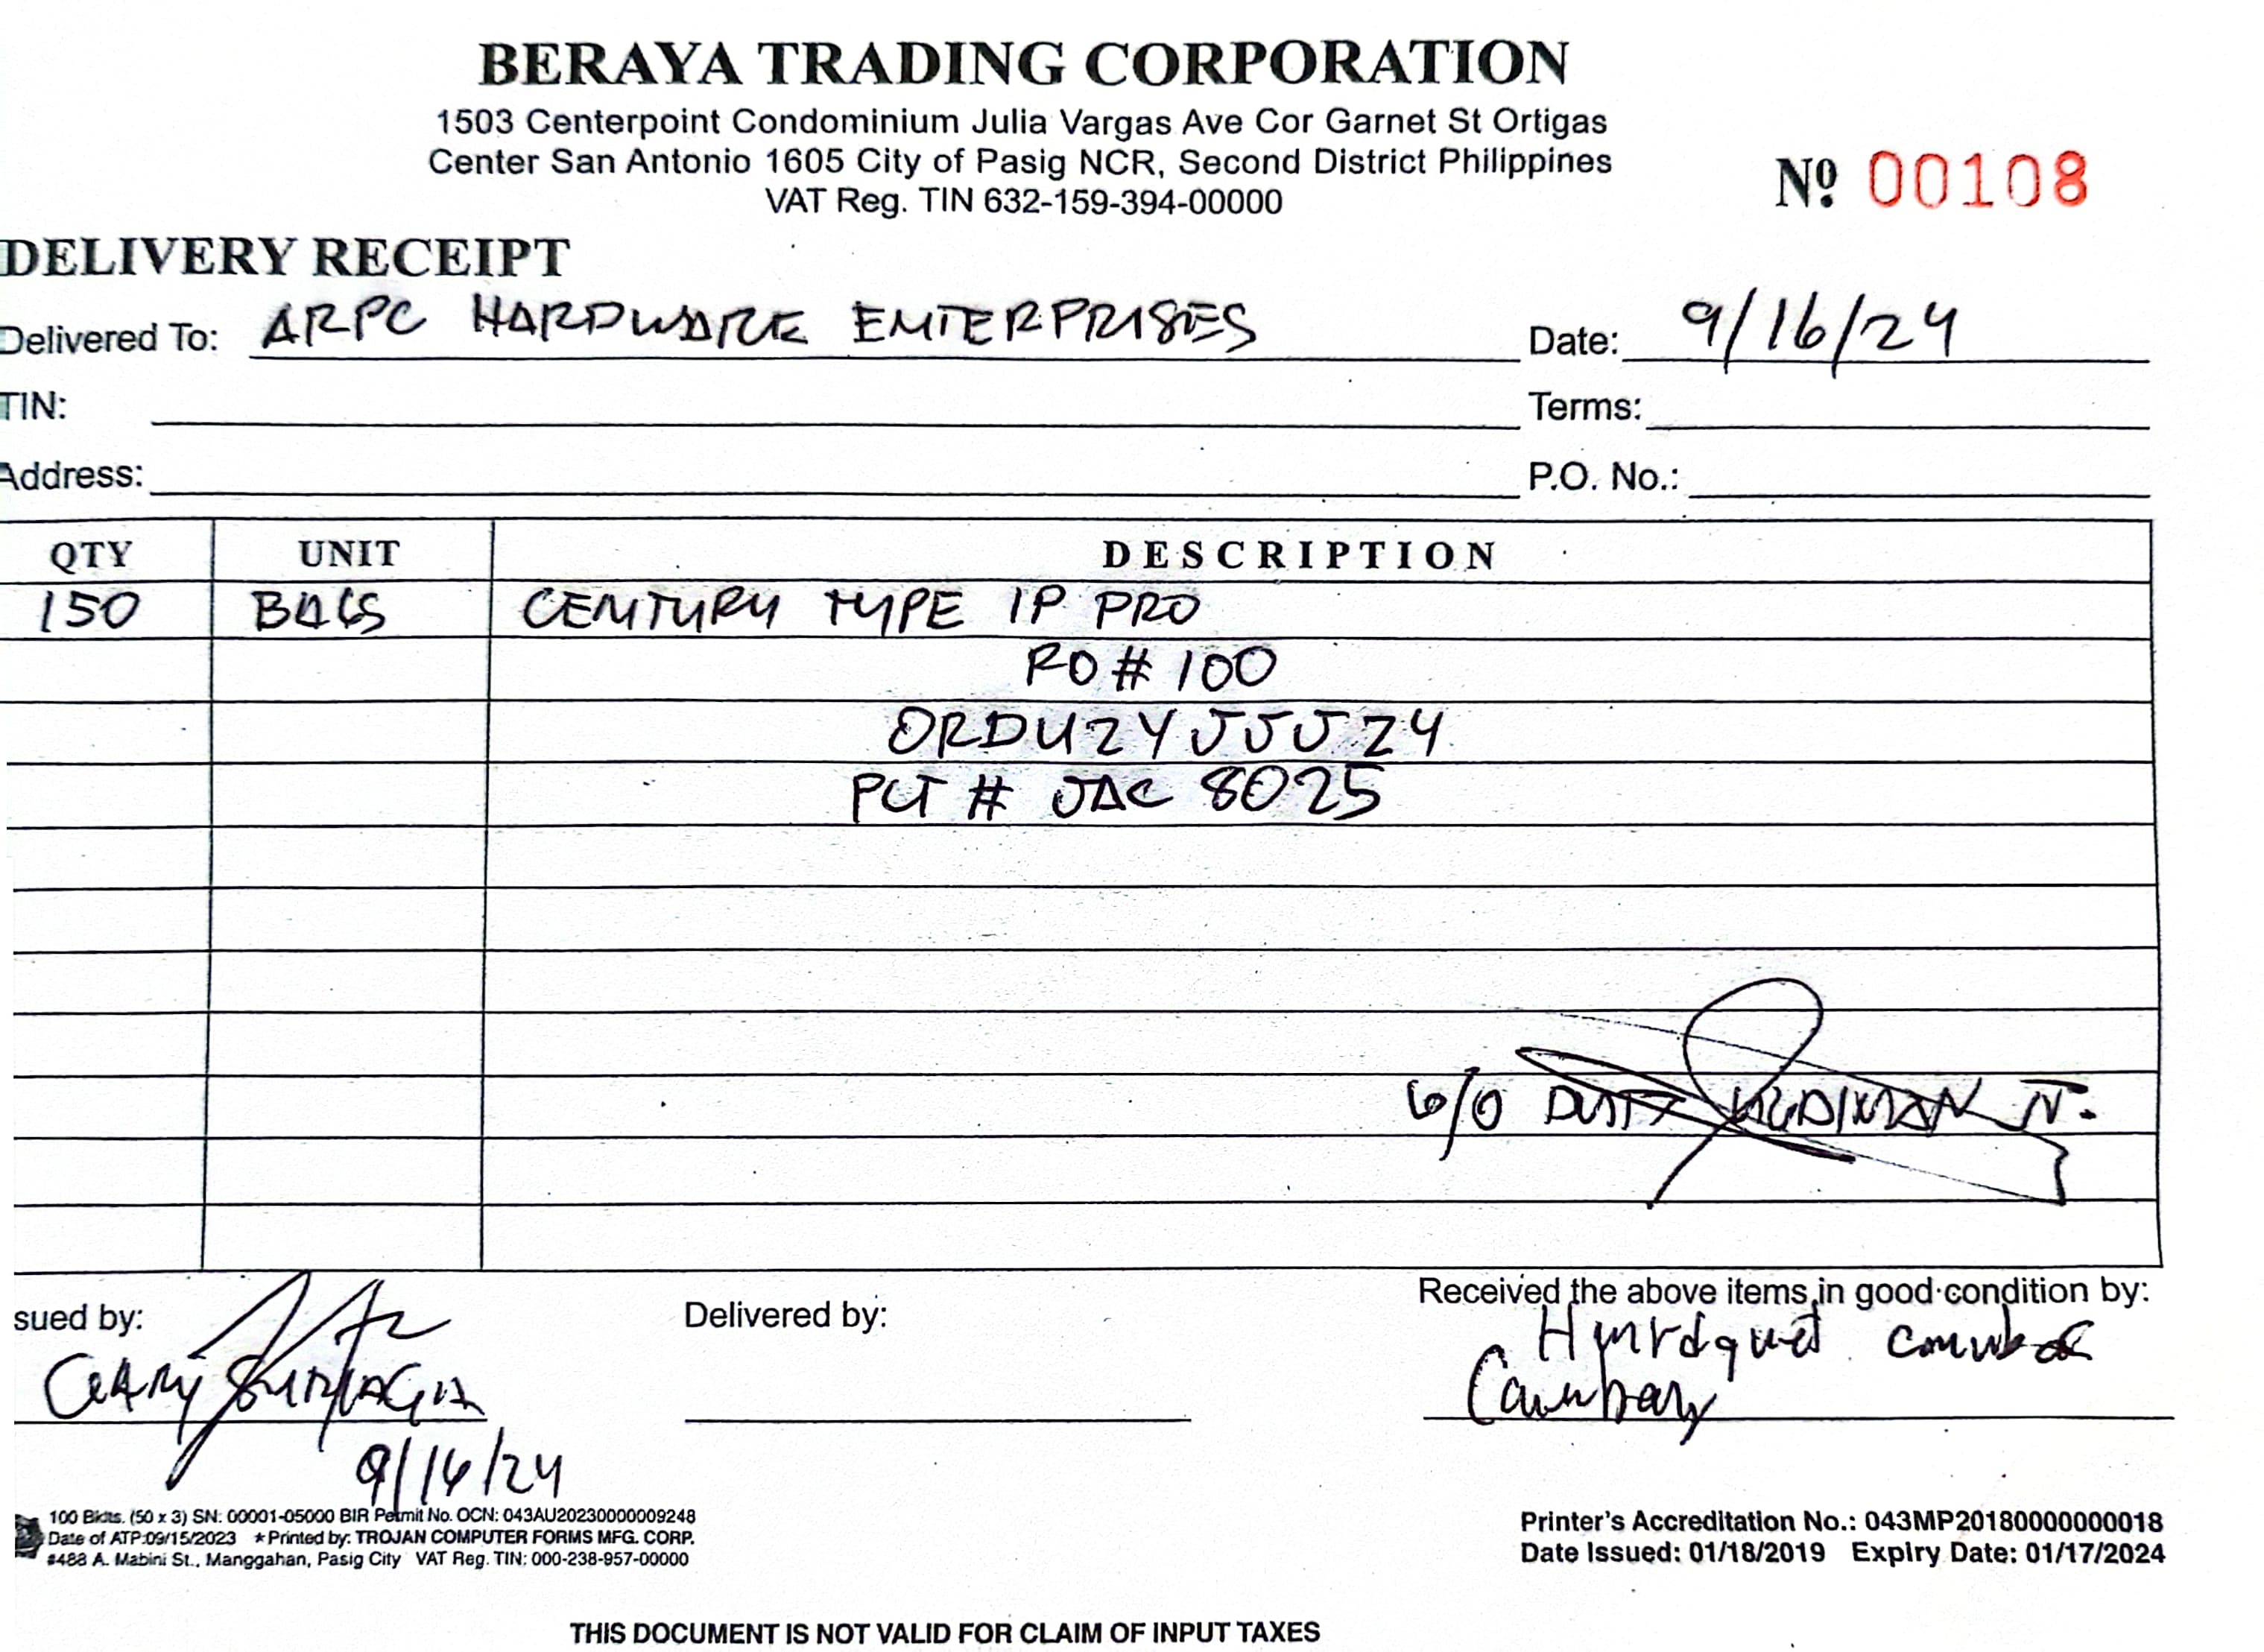 BERAYA TRADING CORPORATION
1503 Centerpoint Condominium Julia Vargas Ave Cor Garnet St Ortigas
Center San Antonio 1605 City of Pasig NCR, Second District Philippines
VAT Reg. TIN 632-159-394-00000
Nº 00108
DELIVERY RECEIPT
Delivered To: ARPC HARDWARE ENTERPRISES Date: 9/16/24
TIN: Terms:
Address: P.O. No.:
QTY UNIT DESCRIPTION
150 BAGS CENTURY TYPE 1P PRO
RO # 100
PLT # JAC 8025
sued by: Delivered by: Received the above items in good condition by:
9/16/24
100 Bklts. (50 x 3) SN: 00001-05000 BIR Permit No. OCN: 043AU20230000009248
Date of ATP:09/15/2023 ★Printed by: TROJAN COMPUTER FORMS MFG. CORP.
#488 A. Mabini St., Manggahan, Pasig City VAT Reg. TIN: 000-238-957-00000
Printer's Accreditation No.: 043MP20180000000018
Date Issued: 01/18/2019 Expiry Date: 01/17/2024
THIS DOCUMENT IS NOT VALID FOR CLAIM OF INPUT TAXES